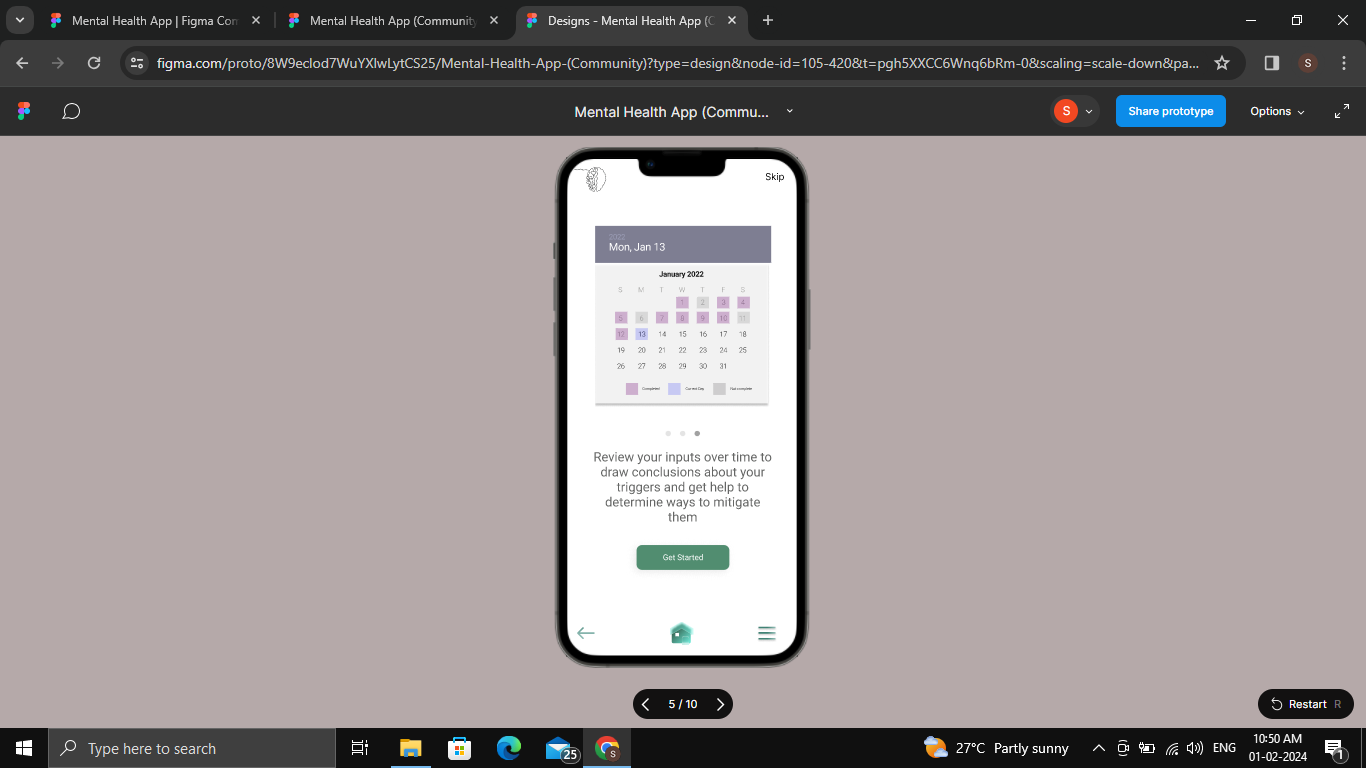 Mental Health App | Figma Con
Mental Health App (Community
Designs - Mental Health App (C
figma.com/proto/8W9eclod7WuYXlwLytCS25/Mental-Health-App-(Community)?type=design&node-id=105-420&t=pgh5XXCC6Wnq6bRm-0&scaling=scale-down&pa...
S
Mental Health App (Commu...
S
Share prototype
Options
Skip
2022
Mon, Jan 13
January 2022
S M T W T F S
1 2 3 4
5 6 7 8 9 10 11
12 13 14 15 16 17 18
19 20 21 22 23 24 25
26 27 28 29 30 31
Completed Current Day Not complete
Review your inputs over time to
draw conclusions about your
triggers and get help to
determine ways to mitigate
them
Get Started
5 / 10
Restart R
Type here to search
25
S
27°C Partly sunny
ENG
10:50 AM
01-02-2024
1